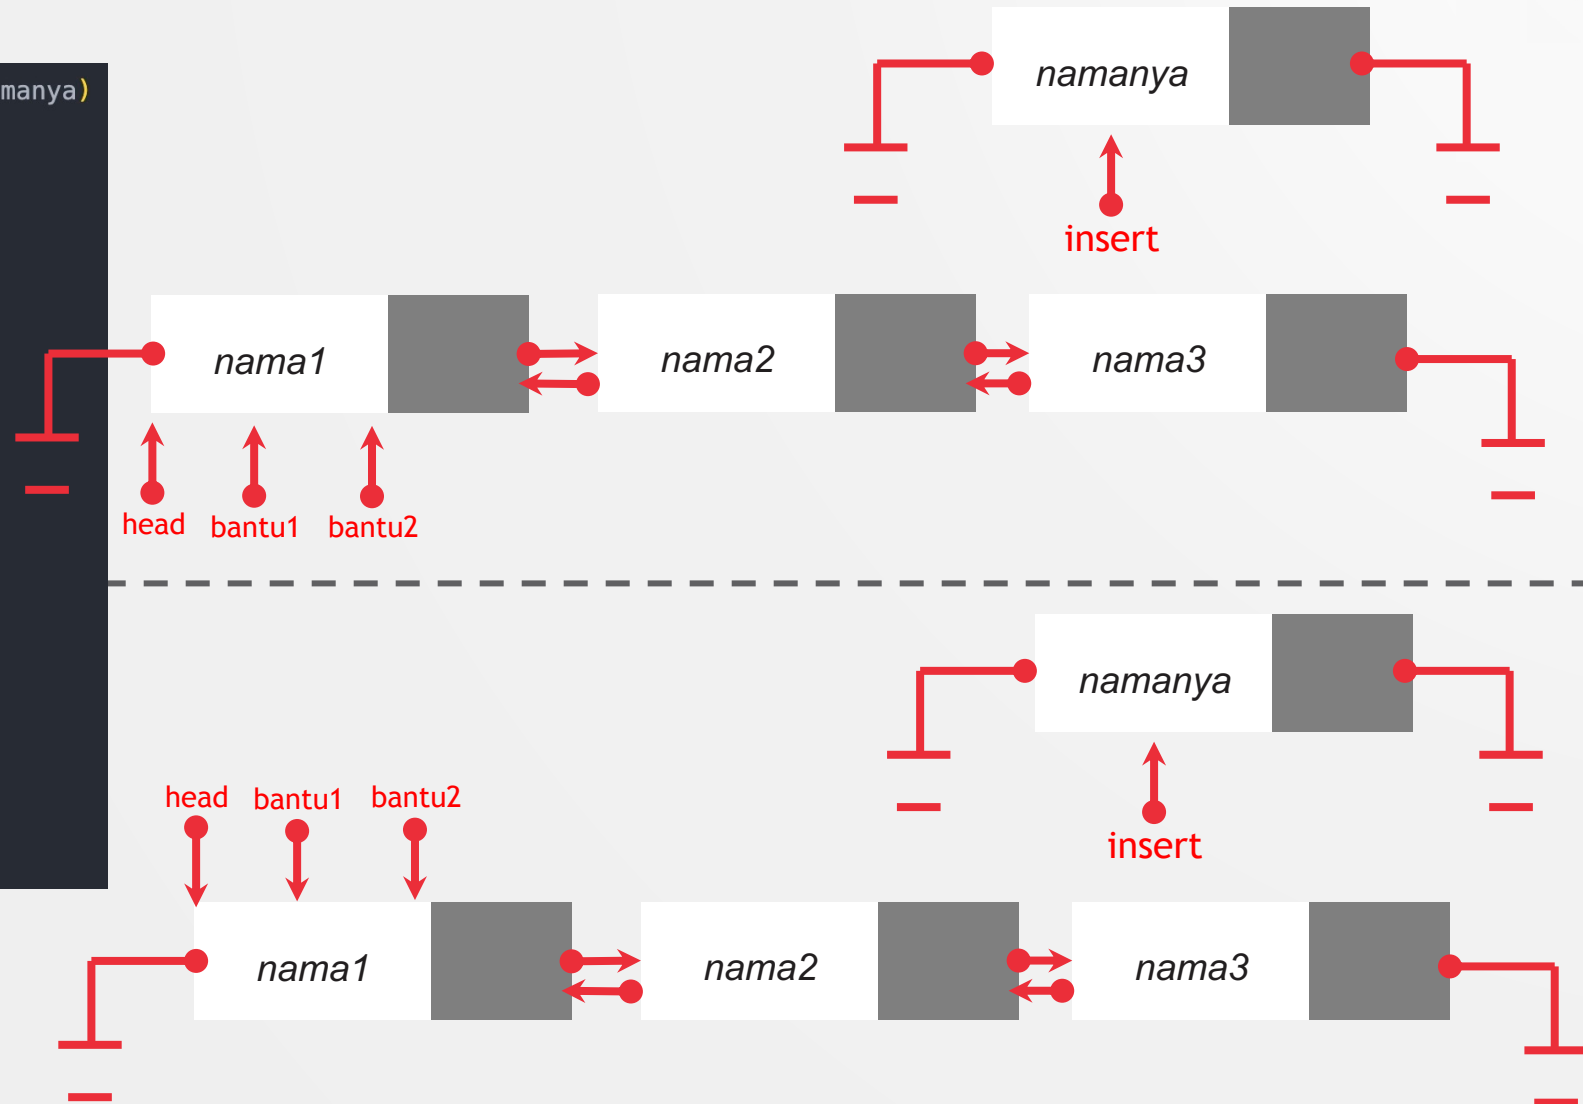 manya)
namanya
insert
nama1
nama2
nama3
head
bantu1
bantu2
namanya
insert
head
bantu1
bantu2
nama1
nama2
nama3